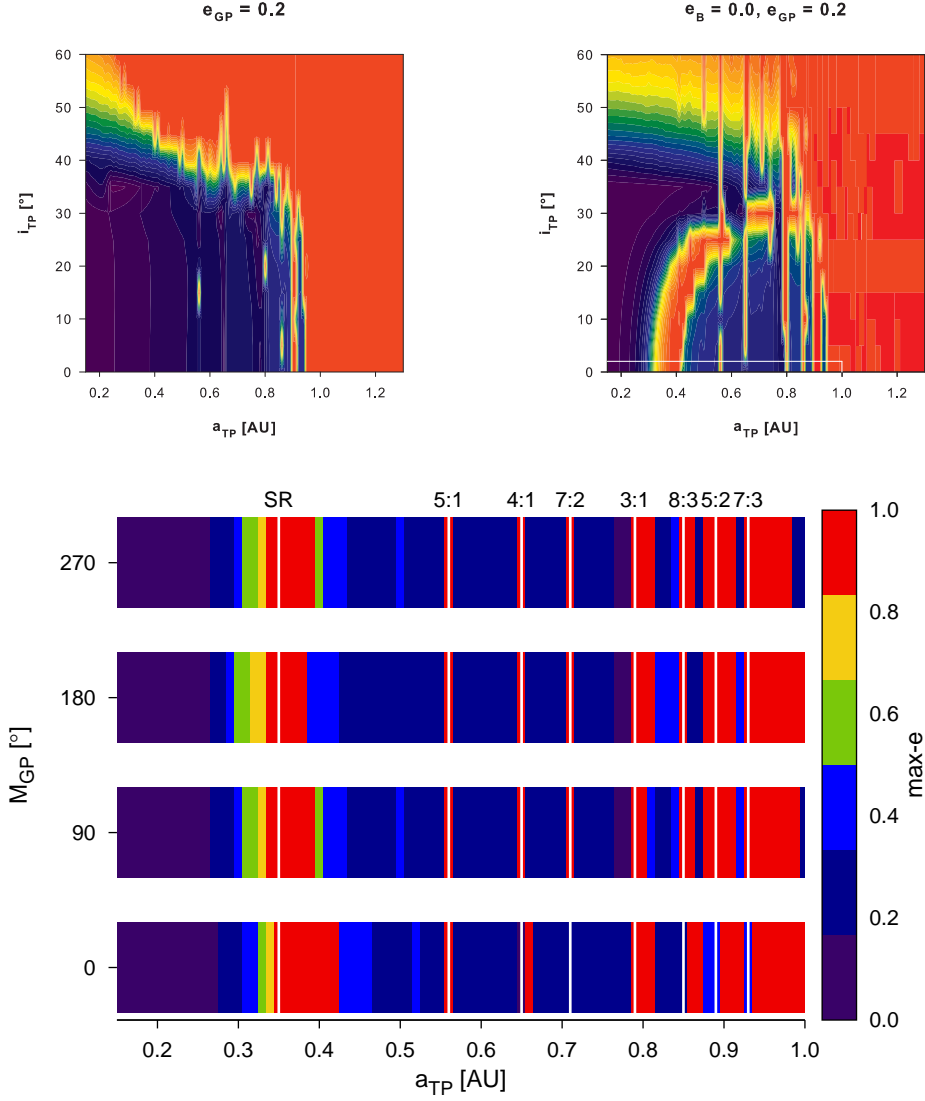 e_GP = 0.2
e_B = 0.0, e_GP = 0.2
60
50
40
30
20
10
0
i_TP [°]
0.2 0.4 0.6 0.8 1.0 1.2
a_TP [AU]
60
50
40
30
20
10
0
i_TP [°]
0.2 0.4 0.6 0.8 1.0 1.2
a_TP [AU]
SR 5:1 4:1 7:2 3:1 8:3 5:2 7:3
270
180
90
0
M_GP [°]
0.2 0.3 0.4 0.5 0.6 0.7 0.8 0.9 1.0
a_TP [AU]
1.0
0.8
0.6
0.4
0.2
0.0
max-e